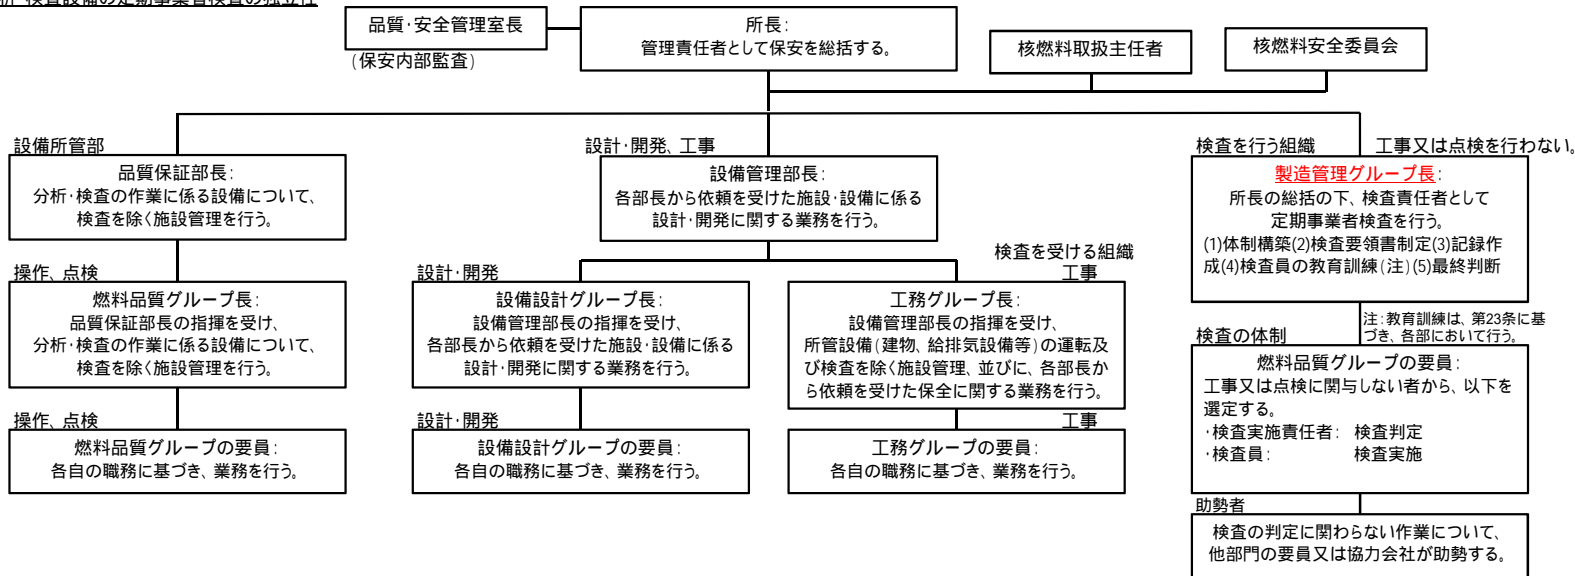 析・検査設備の定期事業者検査の独立性
品質・安全管理室長
(保安内部監査)
所長:
管理責任者として保安を総括する。
核燃料取扱主任者
核燃料安全委員会
設備所管部
品質保証部長:
分析・検査の作業に係る設備について、
検査を除く施設管理を行う。
設計・開発、工事
設備管理部長:
各部長から依頼を受けた施設・設備に係る
設計・開発に関する業務を行う。
検査を行う組織
工事又は点検を行わない。
製造管理グループ長:
所長の総括の下、検査責任者として
定期事業者検査を行う。
(1)体制構築(2)検査要領書制定(3)記録作
成(4)検査員の教育訓練(注)(5)最終判断
検査を受ける組織
操作、点検
燃料品質グループ長:
品質保証部長の指揮を受け、
分析・検査の作業に係る設備について、
検査を除く施設管理を行う。
設計・開発
設備設計グループ長:
設備管理部長の指揮を受け、
各部長から依頼を受けた施設・設備に係る
設計・開発に関する業務を行う。
工事
工務グループ長:
設備管理部長の指揮を受け、
所管設備(建物、給排気設備等)の運転及
び検査を除く施設管理、並びに、各部長か
ら依頼を受けた保全に関する業務を行う。
注:教育訓練は、第23条に基
づき、各部において行う。
検査の体制
燃料品質グループの要員:
工事又は点検に関与しない者から、以下を
選定する。
・検査実施責任者: 検査判定
・検査員: 検査実施
操作、点検
燃料品質グループの要員:
各自の職務に基づき、業務を行う。
設計・開発
設備設計グループの要員:
各自の職務に基づき、業務を行う。
工事
工務グループの要員:
各自の職務に基づき、業務を行う。
助勢者
検査の判定に関わらない作業について、
他部門の要員又は協力会社が助勢する。